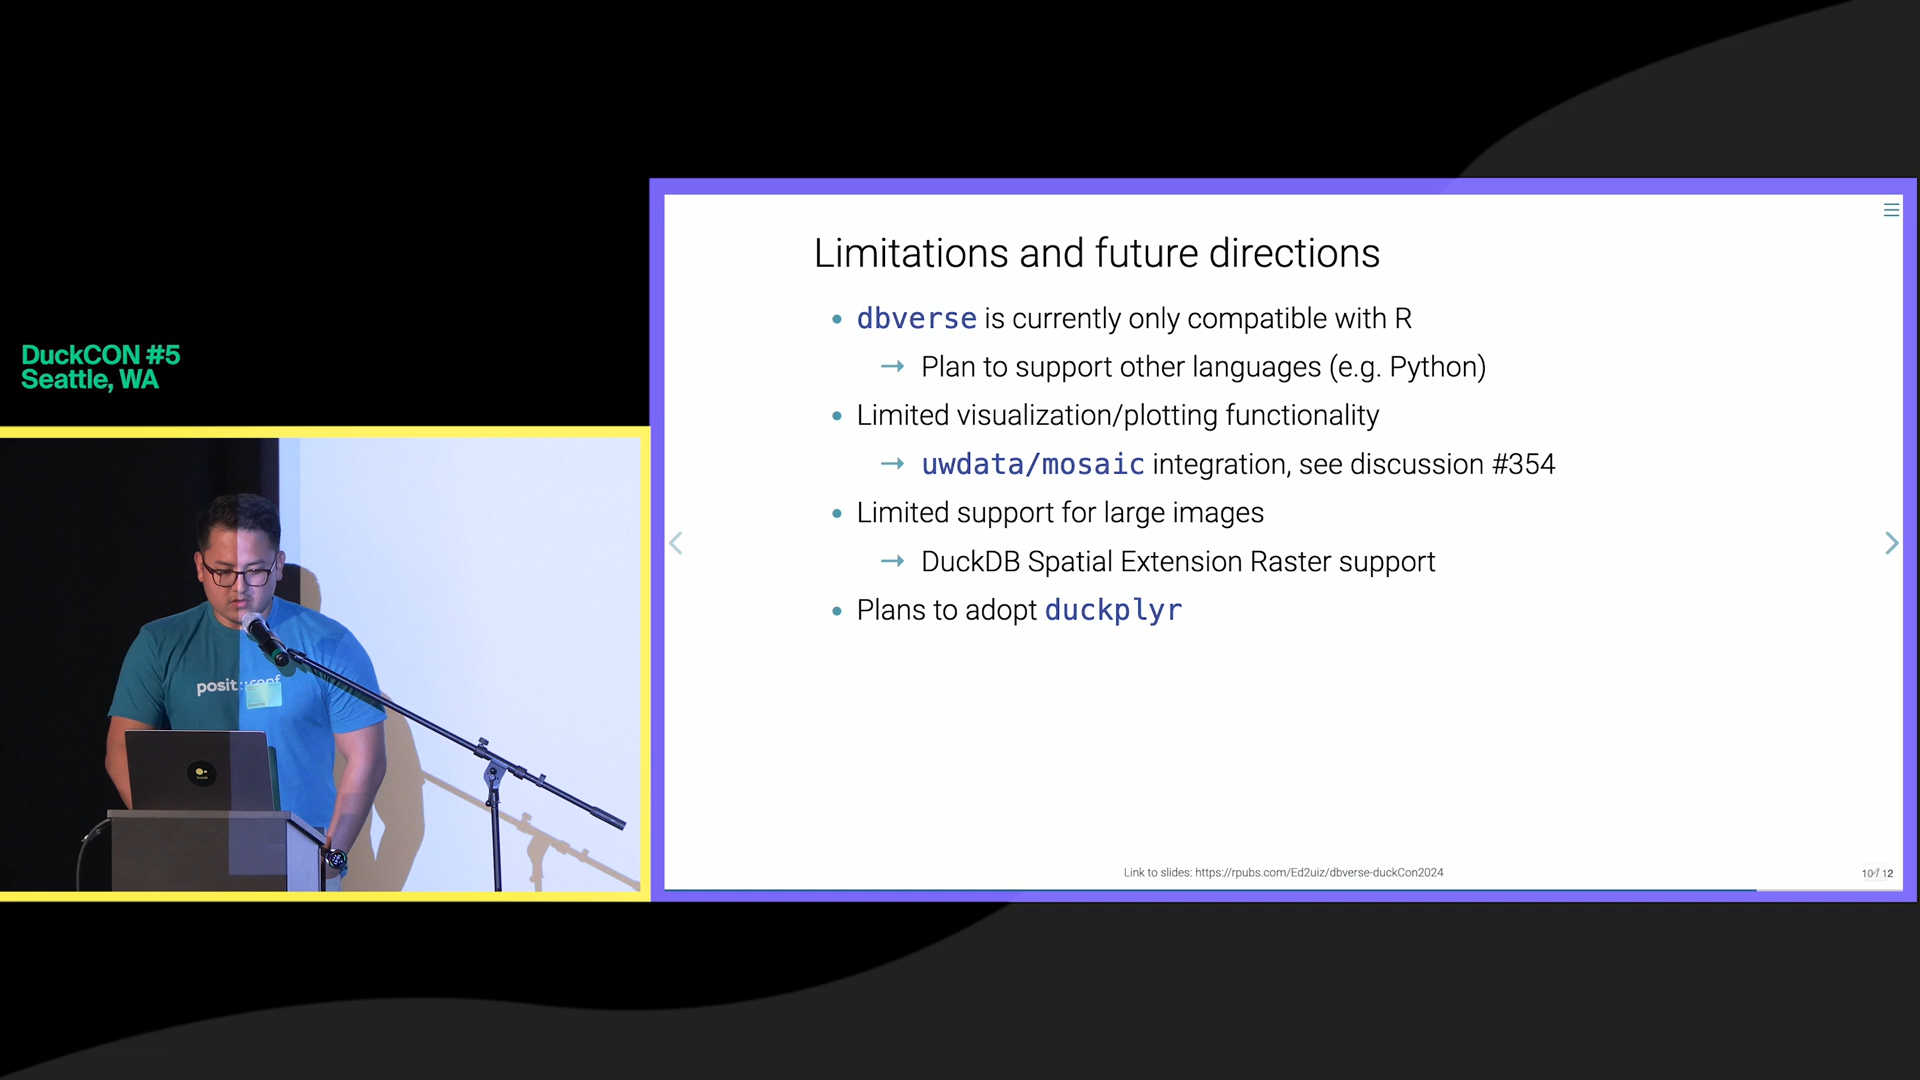 DuckCON #5
Seattle, WA
posit::conf
Limitations and future directions
dbverse is currently only compatible with R
→ Plan to support other languages (e.g. Python)
Limited visualization/plotting functionality
→ uwdata/mosaic integration, see discussion #354
Limited support for large images
→ DuckDB Spatial Extension Raster support
Plans to adopt duckplyr
Link to slides: https://rpubs.com/Ed2uiz/dbverse-duckCon2024
10 / 12